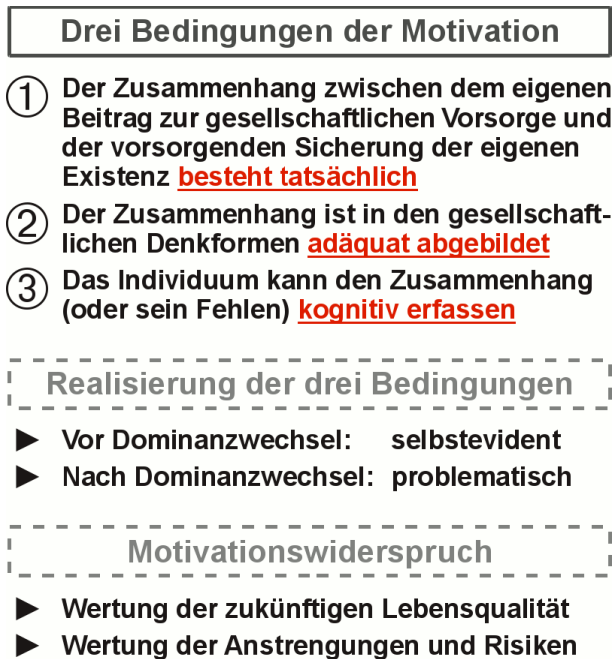 Drei Bedingungen der Motivation
① Der Zusammenhang zwischen dem eigenen
Beitrag zur gesellschaftlichen Vorsorge und
der vorsorgenden Sicherung der eigenen
Existenz besteht tatsächlich
② Der Zusammenhang ist in den gesellschaft-
lichen Denkformen adäquat abgebildet
③ Das Individuum kann den Zusammenhang
(oder sein Fehlen) kognitiv erfassen
Realisierung der drei Bedingungen
► Vor Dominanzwechsel: selbstevident
► Nach Dominanzwechsel: problematisch
Motivationswiderspruch
► Wertung der zukünftigen Lebensqualität
► Wertung der Anstrengungen und Risiken